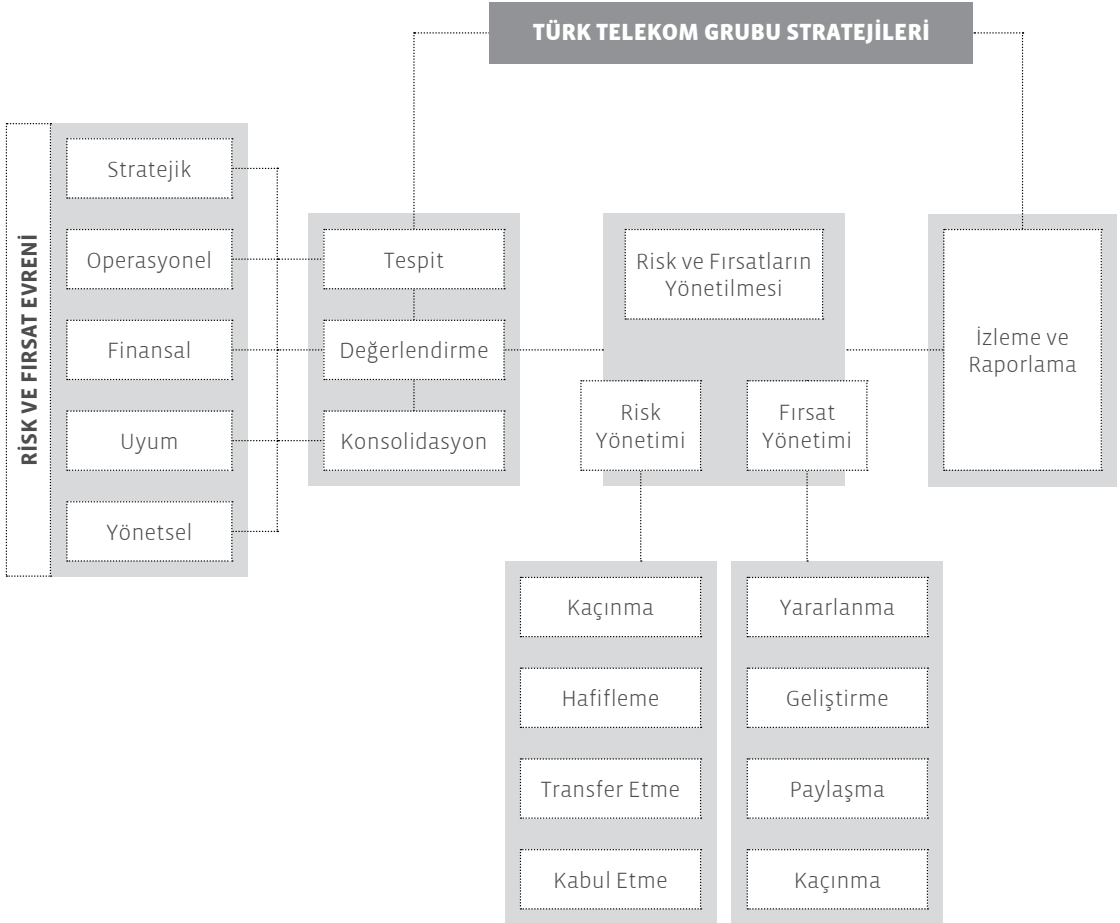 TÜRK TELEKOM GRUBU STRATEJİLERİ
RİSK VE FIRSAT EVRENİ
Stratejik
Operasyonel
Finansal
Uyum
Yönetsel
Tespit
Değerlendirme
Konsolidasyon
Risk ve Fırsatların
Yönetilmesi
Risk
Yönetimi
Fırsat
Yönetimi
İzleme ve
Raporlama
Kaçınma
Hafifleme
Transfer Etme
Kabul Etme
Yararlanma
Geliştirme
Paylaşma
Kaçınma